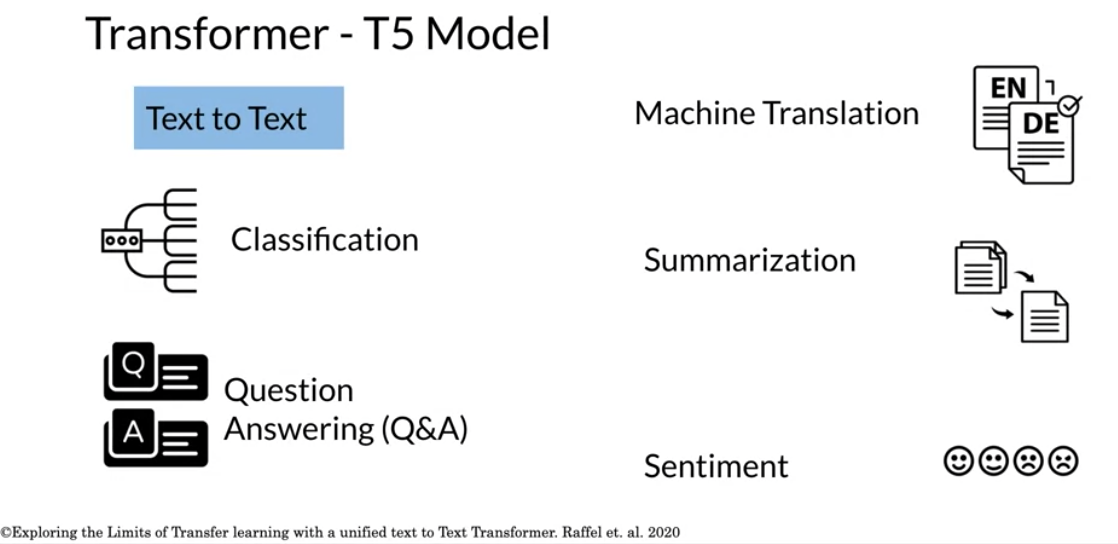 Transformer - T5 Model
Text to Text
Classification
Q
A
Question
Answering (Q&A)
Machine Translation
EN
DE
Summarization
Sentiment
©Exploring the Limits of Transfer learning with a unified text to Text Transformer. Raffel et. al. 2020